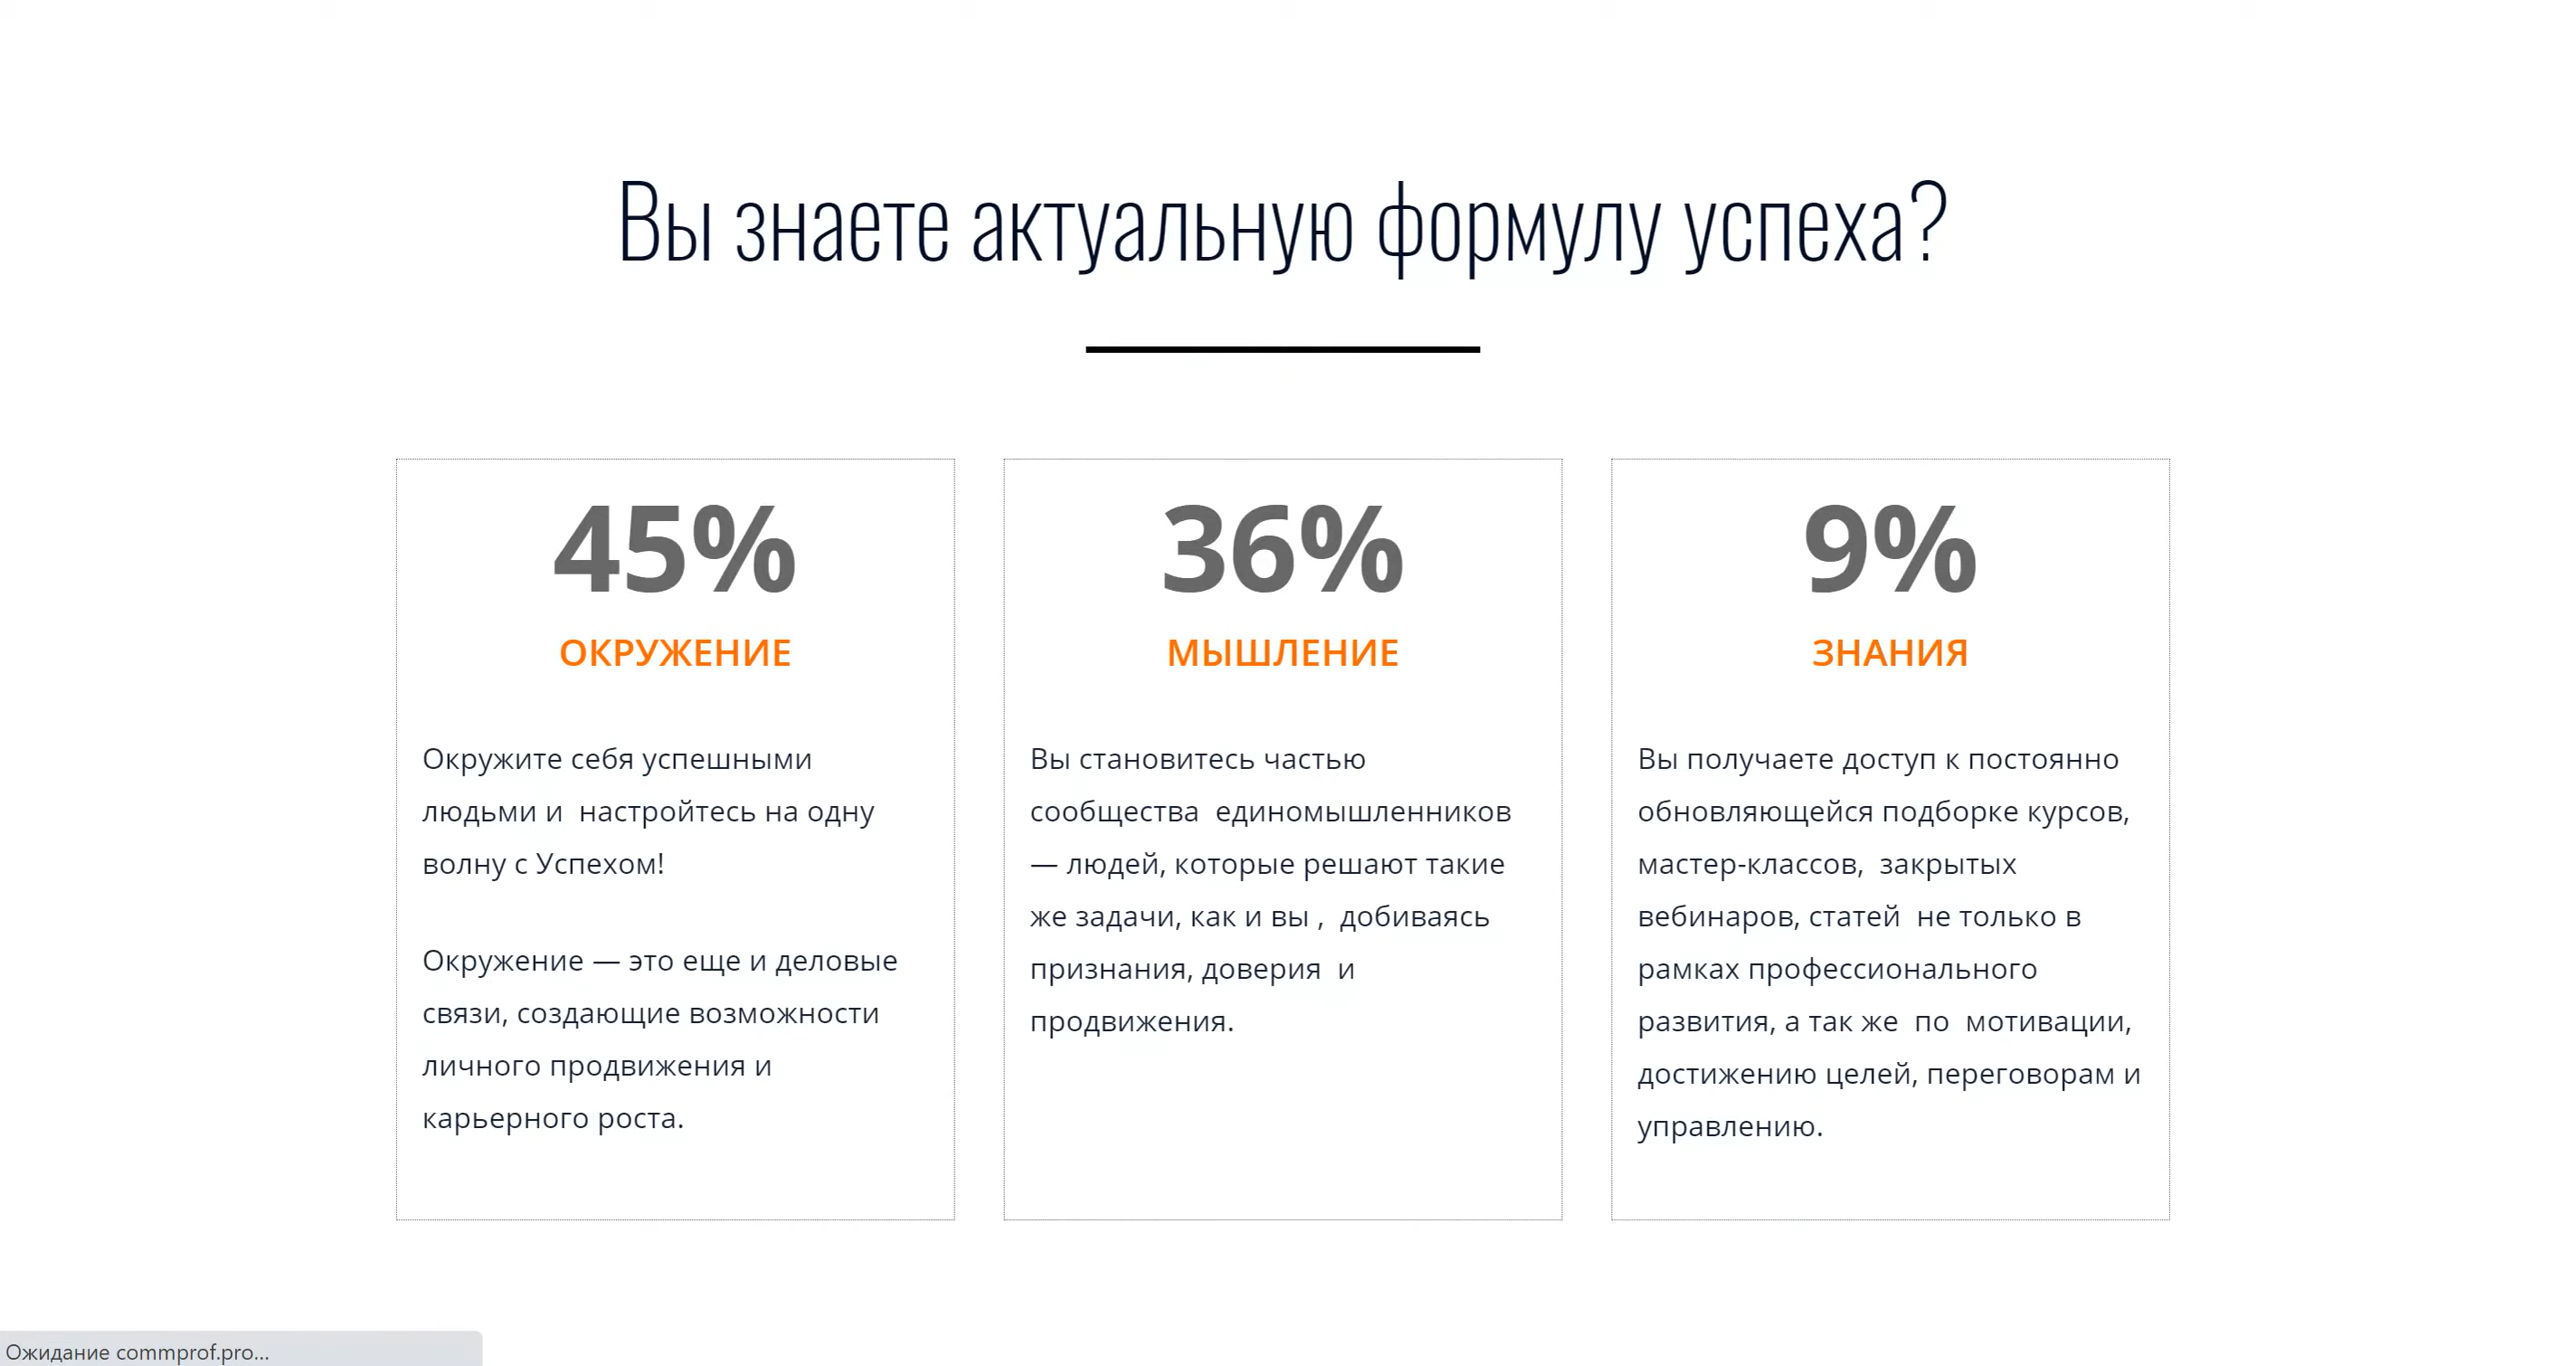 Вы знаете актуальную формулу успеха?
45%
ОКРУЖЕНИЕ
Окружите себя успешными
людьми и  настройтесь на одну
волну с Успехом!
Окружение — это еще и деловые
связи, создающие возможности
личного продвижения и
карьерного роста.
36%
МЫШЛЕНИЕ
Вы становитесь частью
сообщества  единомышленников
— людей, которые решают такие
же задачи, как и вы ,  добиваясь
признания, доверия  и
продвижения.
9%
ЗНАНИЯ
Вы получаете доступ к постоянно
обновляющейся подборке курсов,
мастер-классов,  закрытых
вебинаров, статей  не только в
рамках профессионального
развития, а так же  по  мотивации,
достижению целей, переговорам и
управлению.
Ожидание commprof.pro...